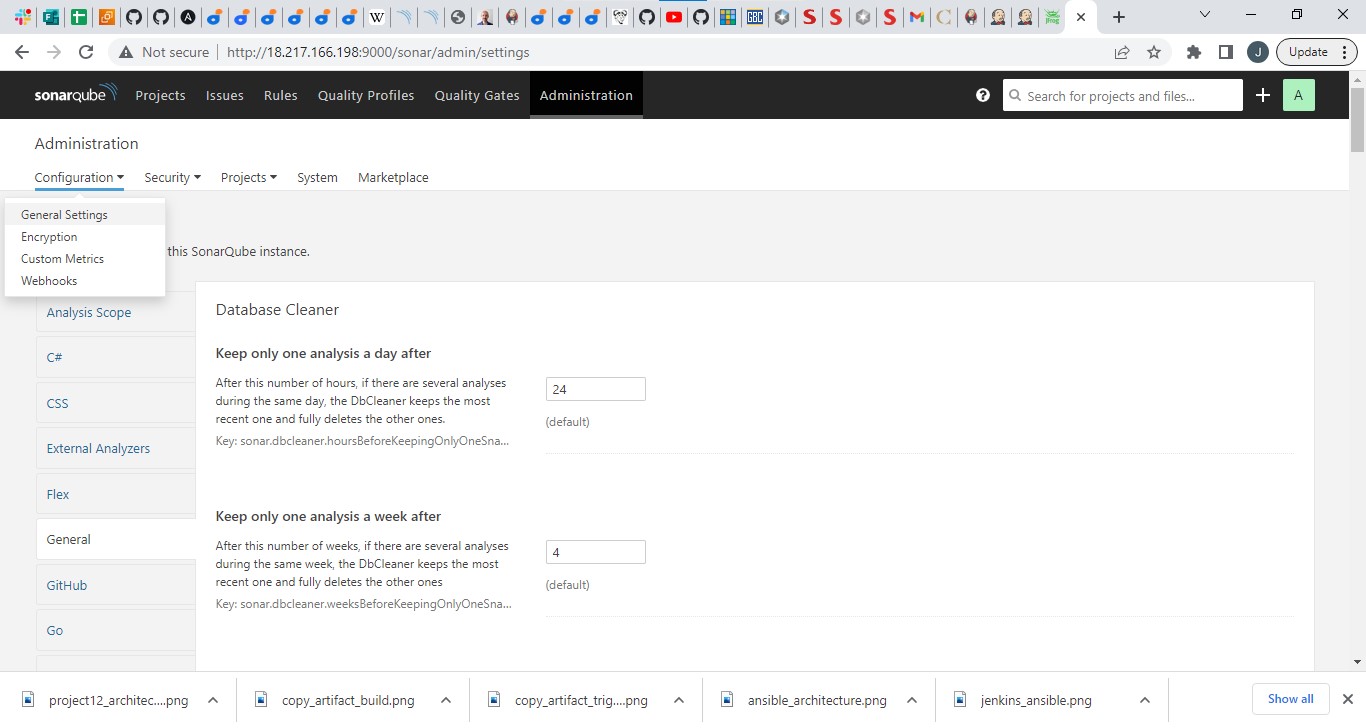 Not secure
http://18.217.166.198:9000/sonar/admin/settings
J
Update
sonarqube
Projects
Issues
Rules
Quality Profiles
Quality Gates
Administration
?
Search for projects and files...
A
Administration
Configuration
Security
Projects
System
Marketplace
General Settings
Encryption
Custom Metrics
Webhooks
this SonarQube instance.
Analysis Scope
C#
CSS
External Analyzers
Flex
General
GitHub
Go
Database Cleaner
Keep only one analysis a day after
After this number of hours, if there are several analyses
during the same day, the DbCleaner keeps the most
recent one and fully deletes the other ones.
Key: sonar.dbcleaner.hoursBeforeKeepingOnlyOneSna...
24
(default)
Keep only one analysis a week after
After this number of weeks, if there are several analyses
during the same week, the DbCleaner keeps the most
recent one and fully deletes the other ones
Key: sonar.dbcleaner.weeksBeforeKeepingOnlyOneSna...
4
(default)
project12_architec....png
copy_artifact_build.png
copy_artifact_trig....png
ansible_architecture.png
jenkins_ansible.png
Show all